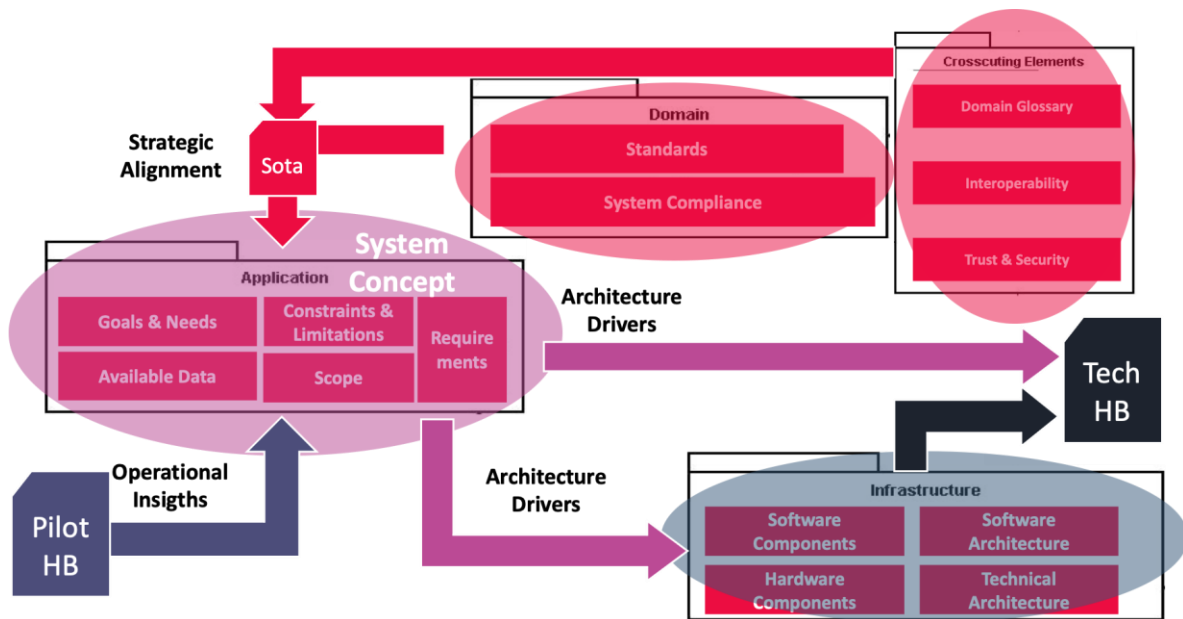 Crosscuting Elements
Domain Glossary
Interoperability
Trust & Security
Domain
Standards
System Compliance
Strategic
Alignment
Sota
System
Concept
Application
Goals & Needs
Constraints &
Limitations
Require
ments
Available Data
Scope
Architecture
Drivers
Tech
HB
Operational
Insigths
Pilot
HB
Architecture
Drivers
Infrastructure
Software
Components
Software
Architecture
Hardware
Components
Technical
Architecture